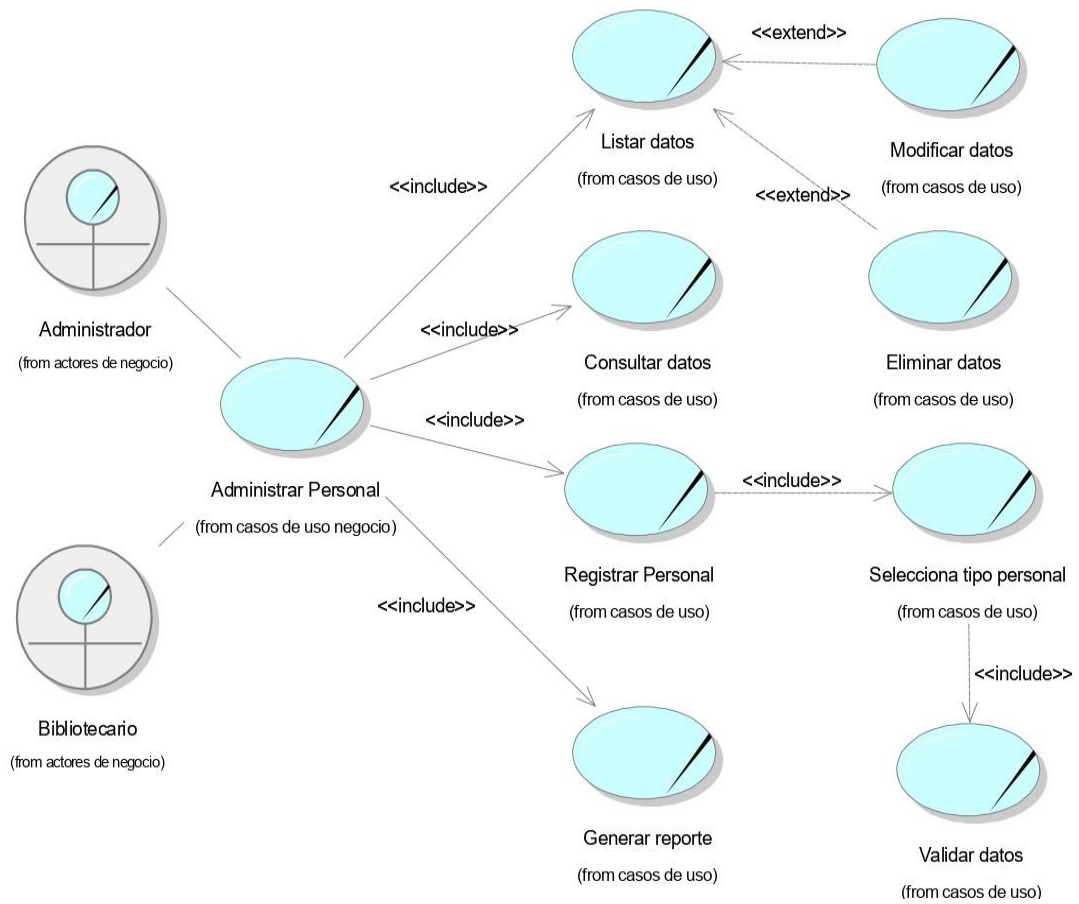 <<extend>>
Listar datos
(from casos de uso)
Modificar datos
(from casos de uso)
<<include>>
<<extend>>
Administrador
(from actores de negocio)
<<include>>
Consultar datos
(from casos de uso)
Eliminar datos
(from casos de uso)
<<include>>
Administrar Personal
(from casos de uso negocio)
<<include>>
Registrar Personal
(from casos de uso)
Selecciona tipo personal
(from casos de uso)
<<include>>
<<include>>
Bibliotecario
(from actores de negocio)
Generar reporte
(from casos de uso)
Validar datos
(from casos de uso)